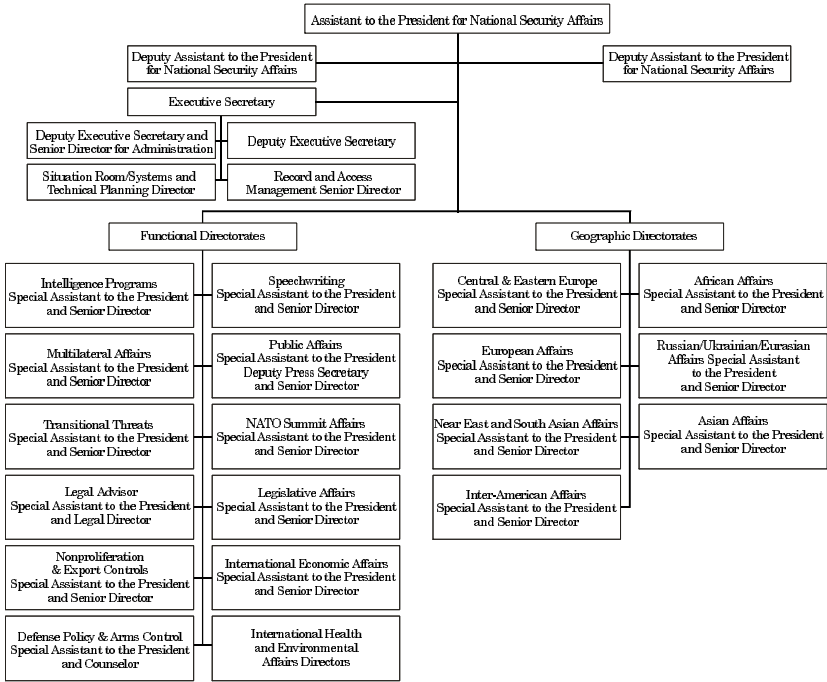 Assistant to the President for National Security Affairs
Deputy Assistant to the President
for National Security Affairs
Deputy Assistant to the President
for National Security Affairs
Executive Secretary
Deputy Executive Secretary and
Senior Director for Administration
Deputy Executive Secretary
Situation Room/Systems and
Technical Planning Director
Record and Access
Management Senior Director
Functional Directorates
Geographic Directorates
Intelligence Programs
Special Assistant to the President
and Senior Director
Speechwriting
Special Assistant to the President
and Senior Director
Central & Eastern Europe
Special Assistant to the President
and Senior Director
African Affairs
Special Assistant to the President
and Senior Director
Multilateral Affairs
Special Assistant to the President
and Senior Director
Public Affairs
Special Assistant to the President
Deputy Press Secretary
and Senior Director
European Affairs
Special Assistant to the President
and Senior Director
Russian/Ukrainian/Eurasian
Affairs Special Assistant
to the President
and Senior Director
Transitional Threats
Special Assistant to the President
and Senior Director
NATO Summit Affairs
Special Assistant to the President
and Senior Director
Near East and South Asian Affairs
Special Assistant to the President
and Senior Director
Asian Affairs
Special Assistant to the President
and Senior Director
Legal Advisor
Special Assistant to the President
and Legal Director
Legislative Affairs
Special Assistant to the President
and Senior Director
Inter-American Affairs
Special Assistant to the President
and Senior Director
Nonproliferation
& Export Controls
Special Assistant to the President
and Senior Director
International Economic Affairs
Special Assistant to the President
and Senior Director
Defense Policy & Arms Control
Special Assistant to the President
and Counselor
International Health
and Environmental
Affairs Directors